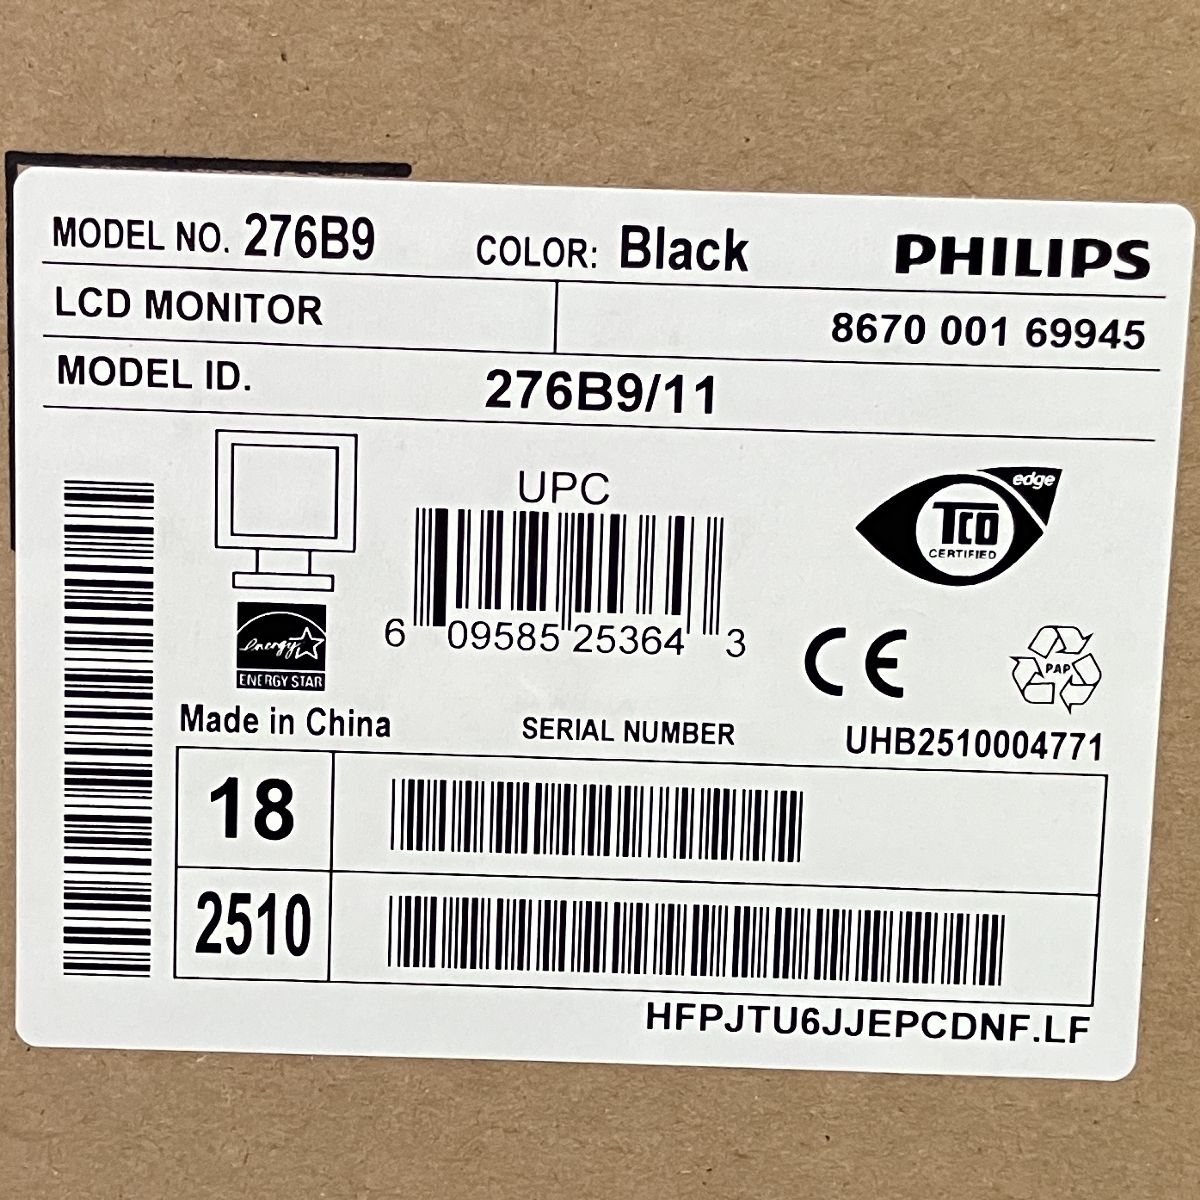 MODEL NO. 276B9 COLOR: Black PHILIPS
LCD MONITOR 8670 001 69945
MODEL ID. 276B9/11
UPC
edge
TCO
CERTIFIED
6 09585 25364 3
energy
ENERGY STAR
CE
PAP
Made in China SERIAL NUMBER UHB2510004771
18
2510
HFPJTU6JJEPCDNF.LF